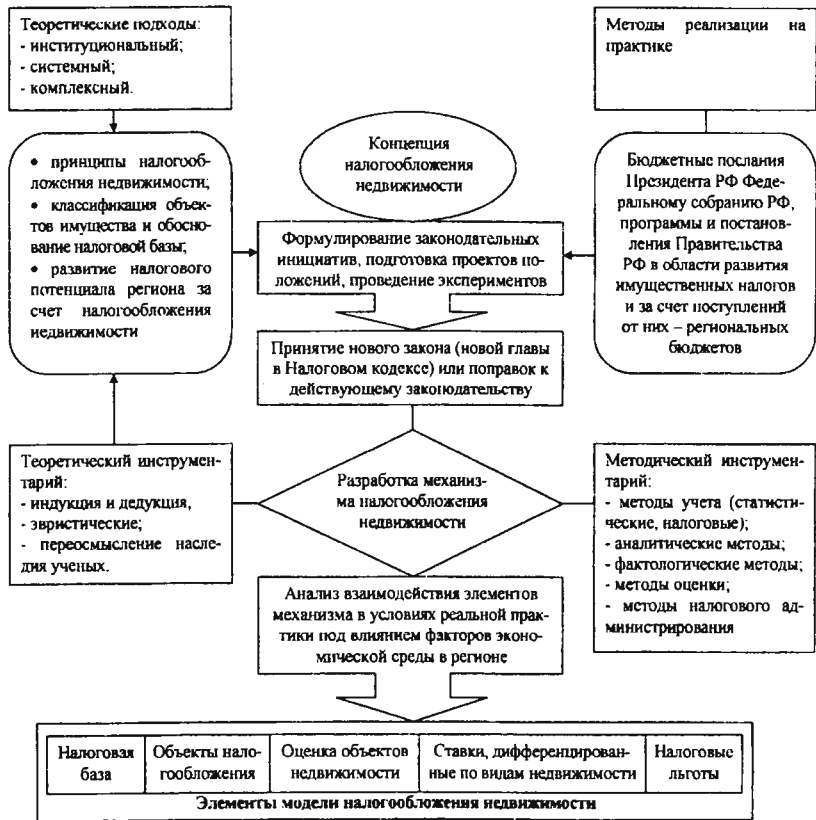 Теоретические подходы:
- институциональный;
- системный;
- комплексный.
Методы реализации на
практике
Концепция
налогообложения
недвижимости
• принципы налогооб-
ложения недвижимости;
• классификация объек-
тов имущества и обосно-
вание налоговой базы;
• развитие налогового
потенциала региона за
счет налогообложения
недвижимости
Формулирование законодательных
инициатив, подготовка проектов по-
ложений, проведение экспериментов
Бюджетные послания
Президента РФ Феде-
ральному собранию РФ,
программы и постанов-
ления Правительства
РФ в области развития
имущественных налогов
и за счет поступлений
от них – региональных
бюджетов
Принятие нового закона (новой главы
в Налоговом кодексе) или поправок к
действующему законодательству
Теоретический инструмен-
тарий:
- индукция и дедукция,
- эвристические;
- переосмысление насле-
дия ученых.
Разработка механиз-
ма налогообложения
недвижимости
Методический инструмен-
тарий:
- методы учета (статисти-
ческие, налоговые);
- аналитические методы;
- фактологические методы;
- методы оценки;
- методы налогового ад-
министрирования
Анализ взаимодействия элементов
механизма в условиях реальной прак-
тики под влиянием факторов эконо-
мической среды в регионе
Налоговая
база
Объекты нало-
гообложения
Оценка объектов
недвижимости
Ставки, дифференцирован-
ные по видам недвижимости
Налоговые
льготы
Элементы модели налогообложения недвижимости